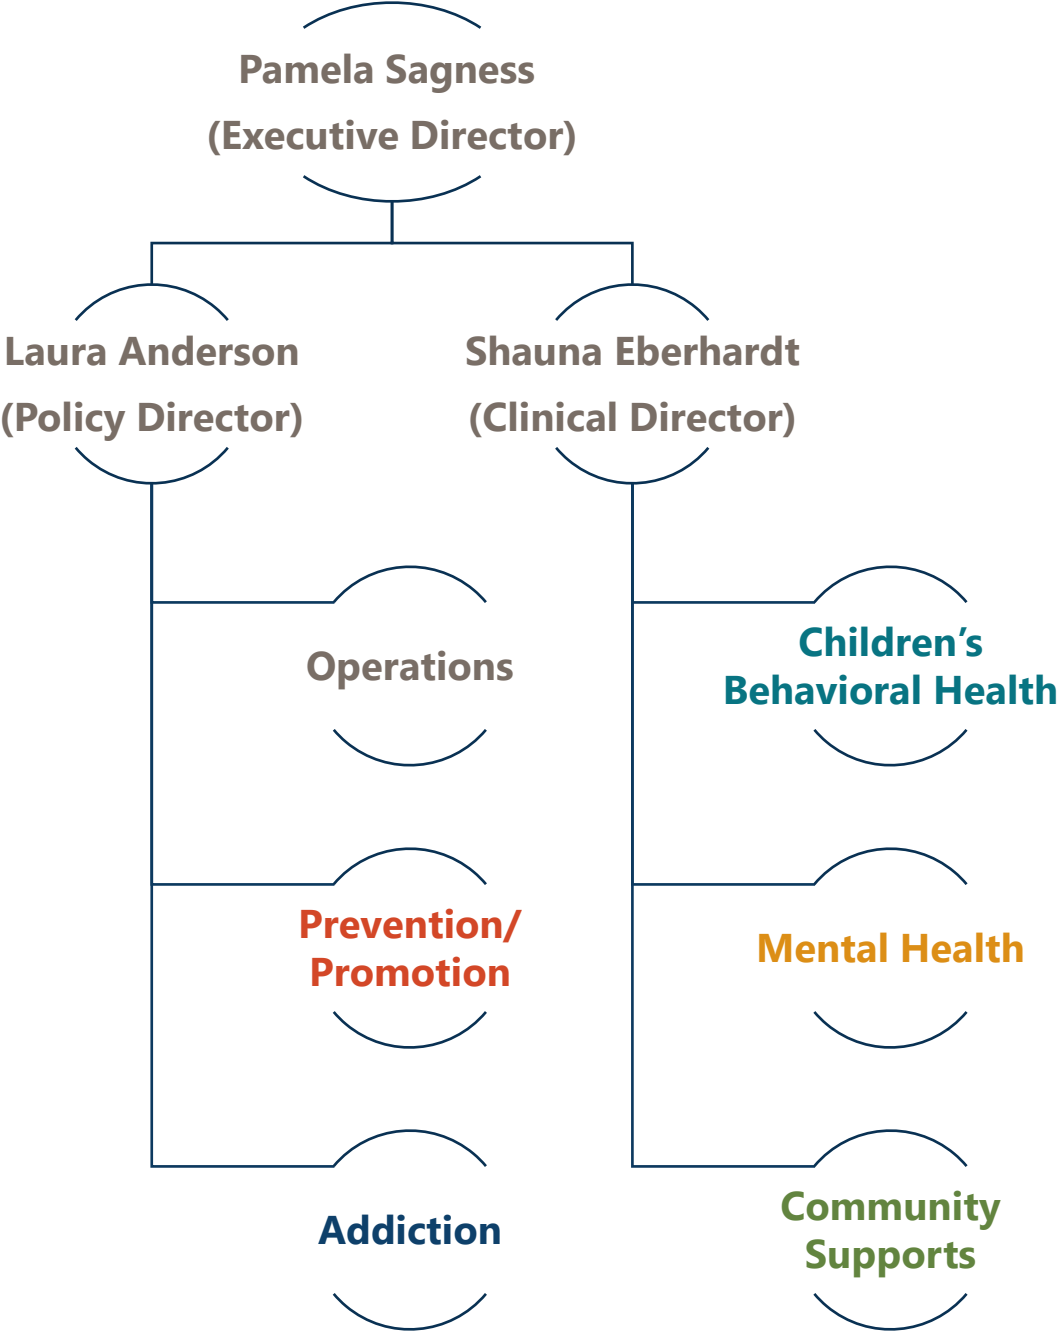 Pamela Sagness
(Executive Director)
Laura Anderson
(Policy Director)
Shauna Eberhardt
(Clinical Director)
Operations
Prevention/
Promotion
Addiction
Children’s
Behavioral Health
Mental Health
Community
Supports